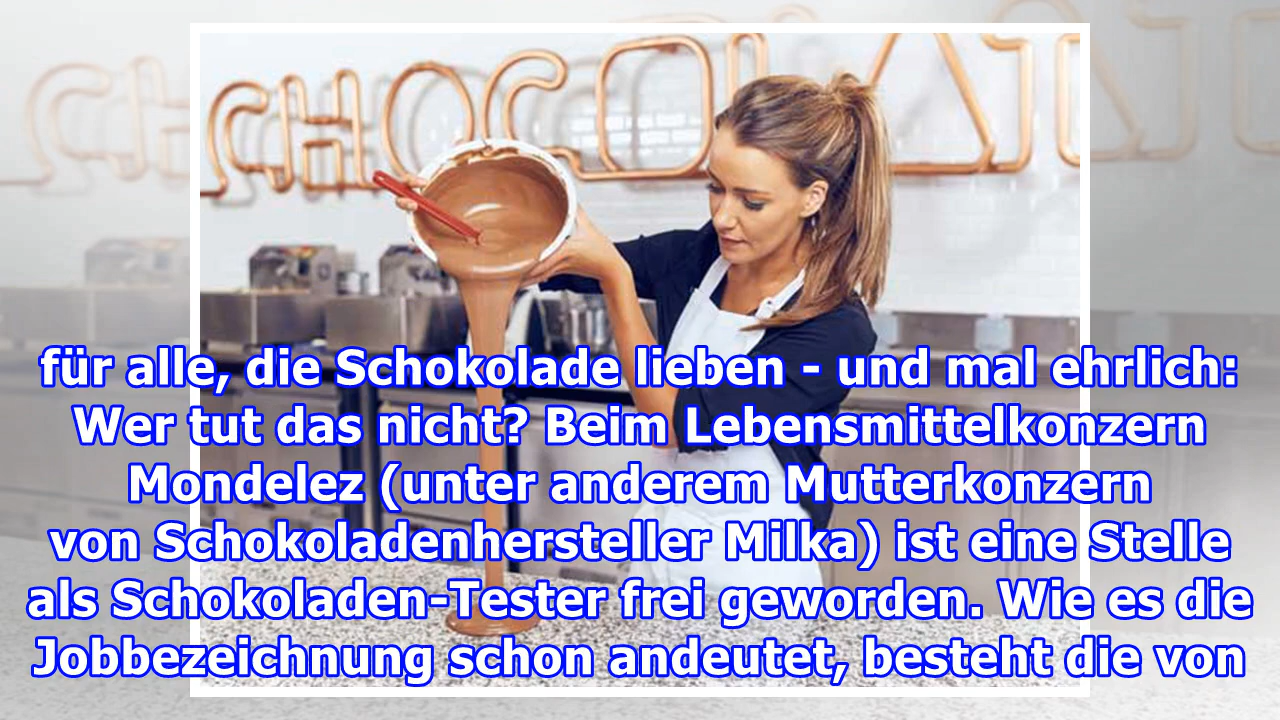 CHOCOLAT
für alle, die Schokolade lieben - und mal ehrlich:
Wer tut das nicht? Beim Lebensmittelkonzern
Mondelez (unter anderem Mutterkonzern
von Schokoladenhersteller Milka) ist eine Stelle
als Schokoladen-Tester frei geworden. Wie es die
Jobbezeichnung schon andeutet, besteht die von